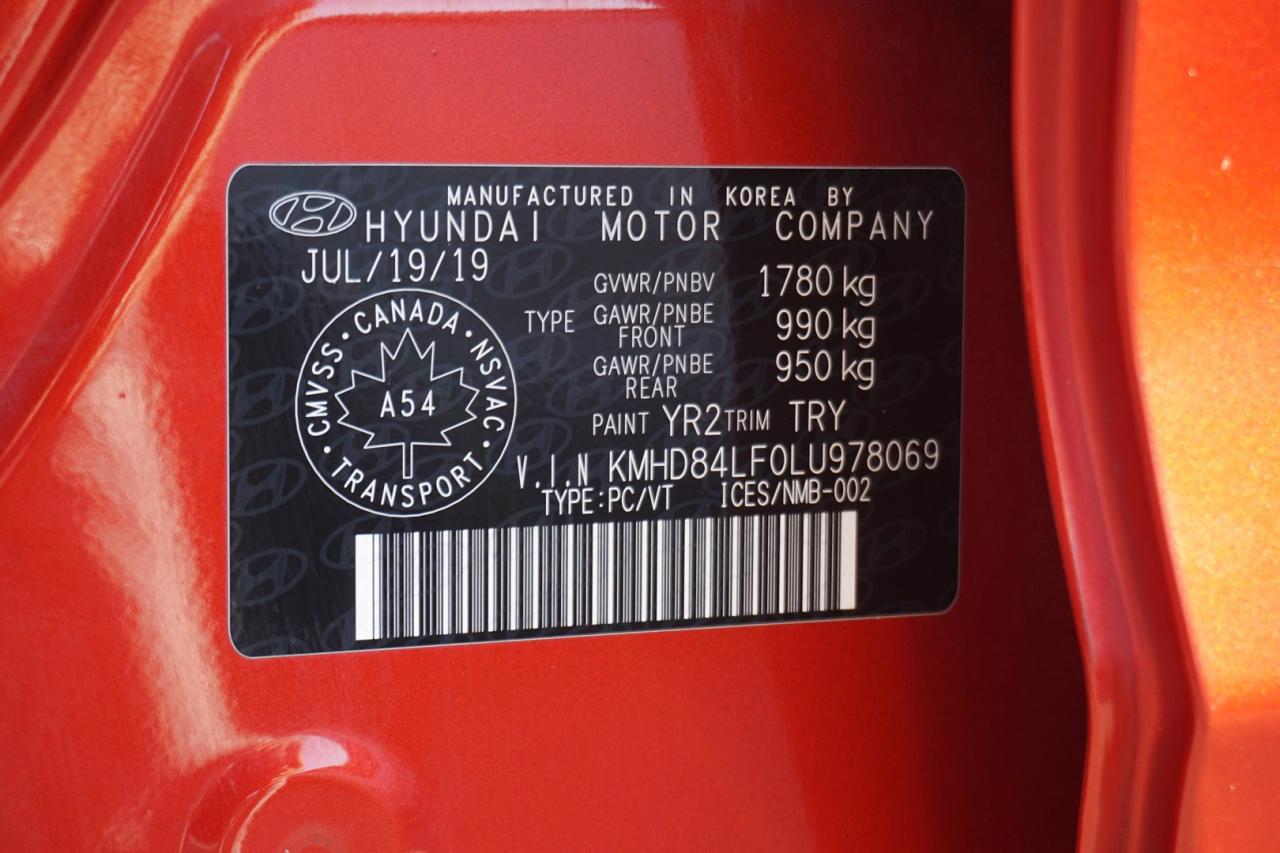 MANUFACTURED IN KOREA BY
HYUNDAI MOTOR COMPANY
JUL/19/19
GVWR/PNBV 1780 kg
TYPE GAWR/PNBE FRONT 990 kg
GAWR/PNBE REAR 950 kg
PAINT YR2 TRIM TRY
V.I.N KMHD84LF0LU978069
TYPE:PC/VT ICES/NMB-002
CANADA · NSVAC · TRANSPORT · CMVSS ·
A54